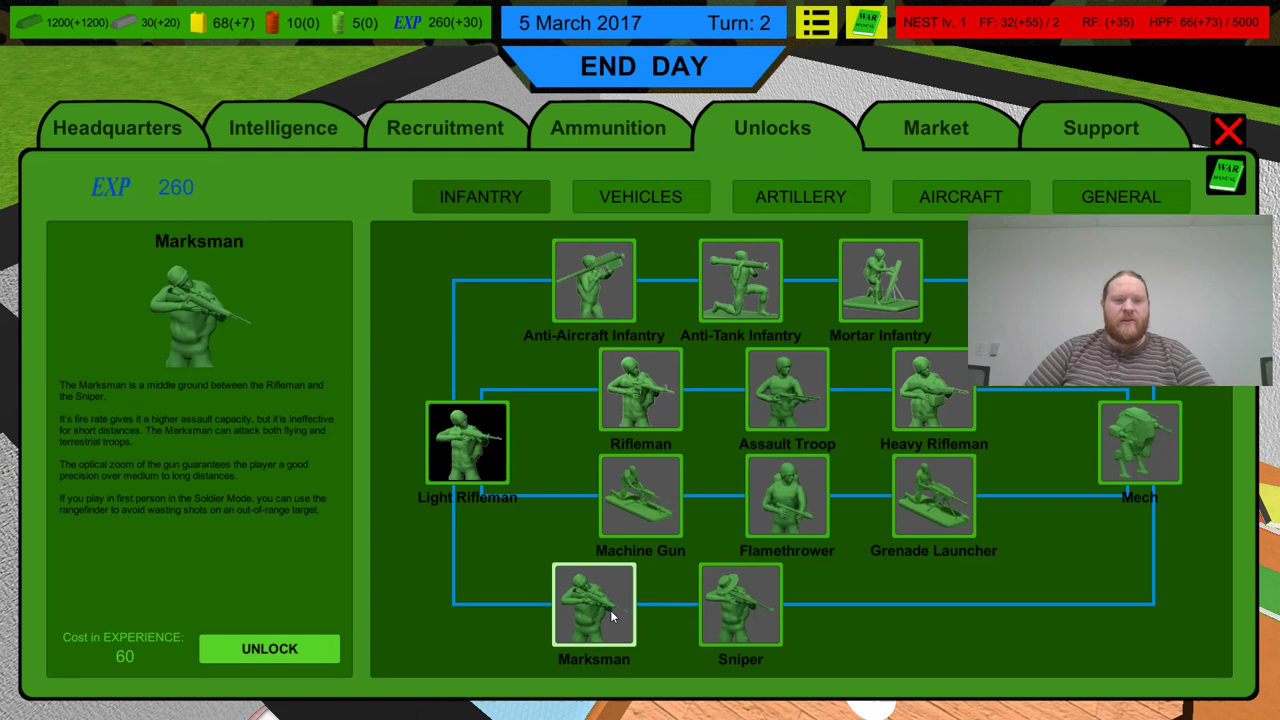 1200(+1200) 30(+20) 68(+7) 10(0) 5(0) EXP 260(+30)
5 March 2017 Turn: 2
WAR MANUAL
NEST lv. 1 FF: 32(+55) / 2 RF: (+35) HPF: 66(+73) / 5000
END DAY
Headquarters Intelligence Recruitment Ammunition Unlocks Market Support
EXP 260
INFANTRY VEHICLES ARTILLERY AIRCRAFT GENERAL
WAR MANUAL
Marksman
The Marksman is a middle ground between the Rifleman and
the Sniper.
It's fire rate gives it a higher assault capacity, but it is ineffective
for short distances. The Marksman can attack both flying and
terrestrial troops.
The optical zoom of the gun guarantees the player a good
precision over medium to long distances.
If you play in first person in the Soldier Mode, you can use the
rangefinder to avoid wasting shots on an out-of-range target.
Cost in EXPERIENCE:
60
UNLOCK
Anti-Aircraft Infantry Anti-Tank Infantry Mortar Infantry
Rifleman Assault Troop Heavy Rifleman
Light Rifleman Mech
Machine Gun Flamethrower Grenade Launcher
Marksman Sniper